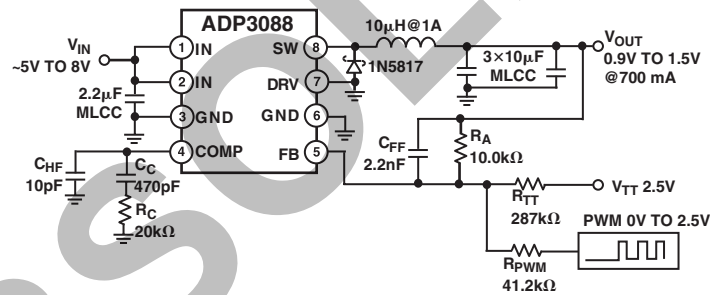 ADP3088
10μH@1A
VIN
~5V TO 8V
1 IN
SW 8
VOUT
0.9V TO 1.5V
@700 mA
3×10μF
MLCC
1N5817
2 IN
DRV 7
2.2μF
MLCC
3 GND
GND 6
4 COMP
FB 5
CHF
10pF
CC
470pF
RC
20kΩ
CFF
2.2nF
RA
10.0kΩ
VTT 2.5V
RTT
287kΩ
PWM 0V TO 2.5V
RPWM
41.2kΩ